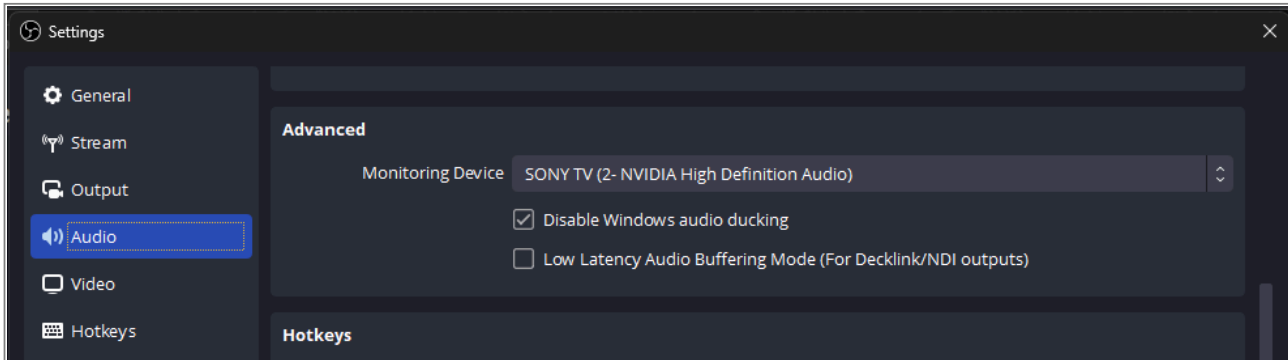 Settings
General
Stream
Output
Audio
Video
Hotkeys
Advanced
Monitoring Device SONY TV (2- NVIDIA High Definition Audio)
Disable Windows audio ducking
Low Latency Audio Buffering Mode (For Decklink/NDI outputs)
Hotkeys